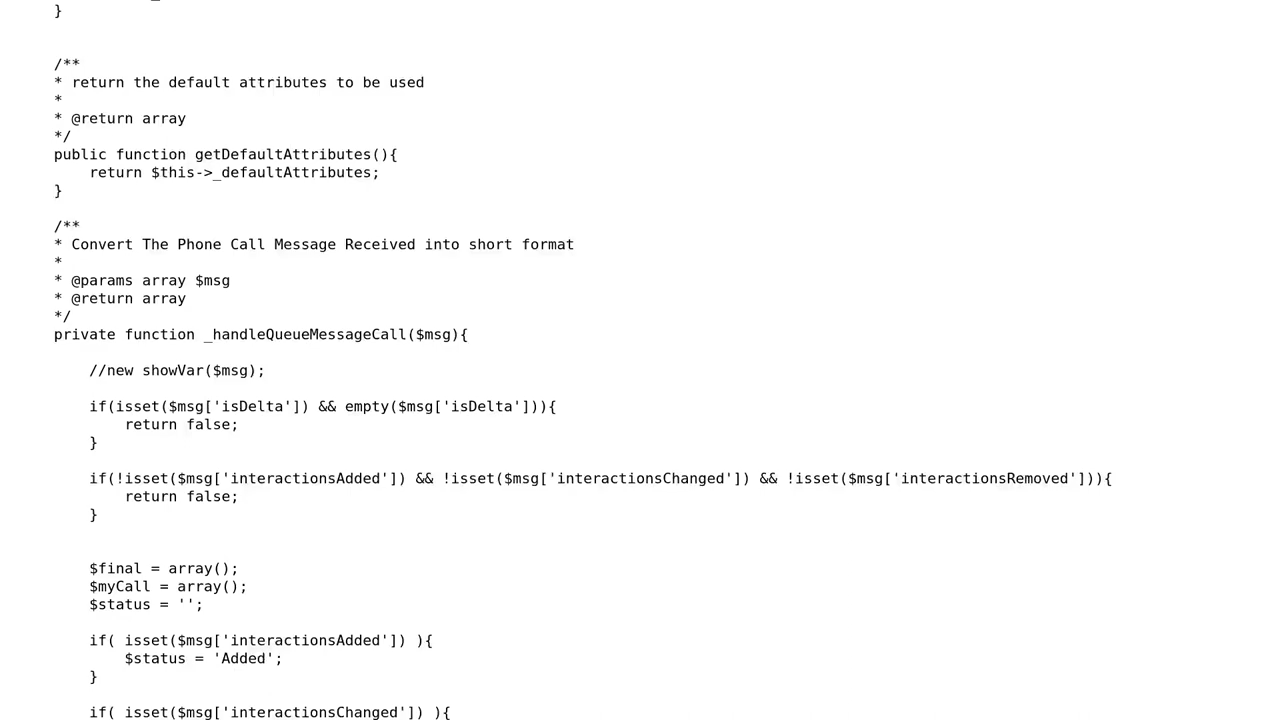 }
/**
* return the default attributes to be used
*
* @return array
*/
public function getDefaultAttributes(){
    return $this->_defaultAttributes;
}
/**
* Convert The Phone Call Message Received into short format
*
* @params array $msg
* @return array
*/
private function _handleQueueMessageCall($msg){
    //new showVar($msg);
    if(isset($msg['isDelta']) && empty($msg['isDelta'])){
        return false;
    }
    if(!isset($msg['interactionsAdded']) && !isset($msg['interactionsChanged']) && !isset($msg['interactionsRemoved'])){
        return false;
    }
    $final = array();
    $myCall = array();
    $status = '';
    if( isset($msg['interactionsAdded']) ){
        $status = 'Added';
    }
    if( isset($msg['interactionsChanged']) ){